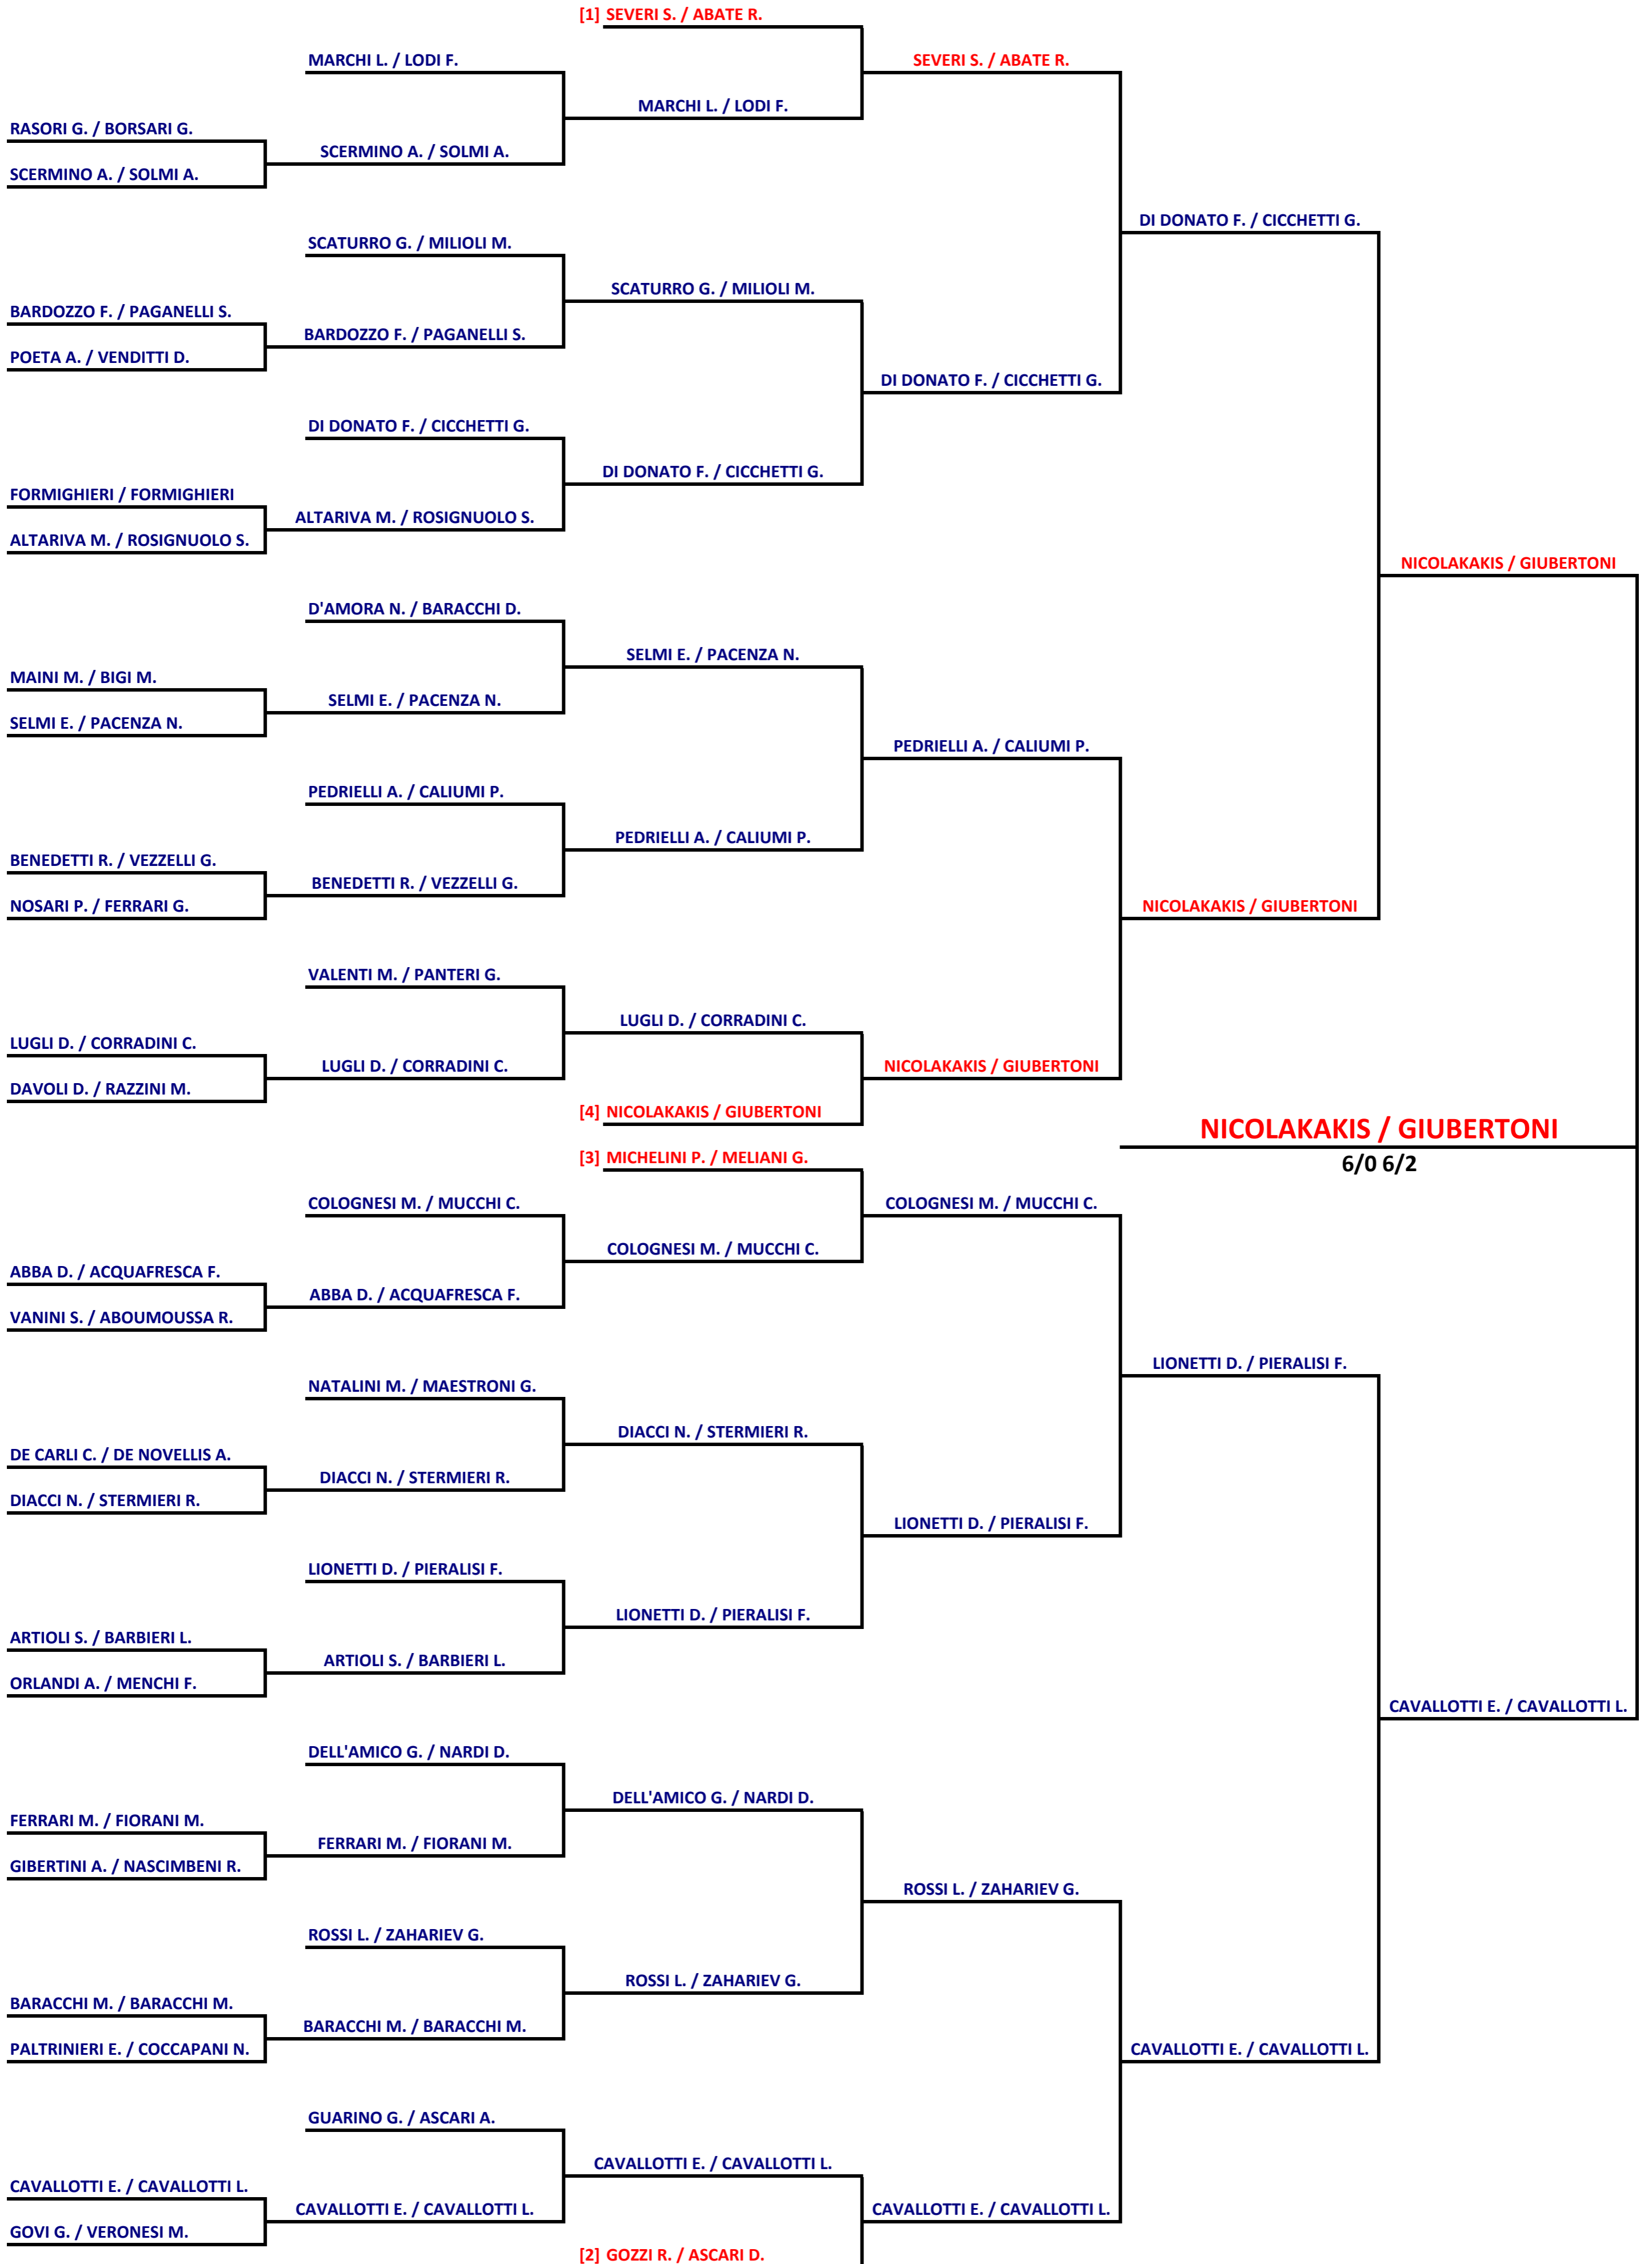 [1] SEVERI S. / ABATE R.
MARCHI L. / LODI F.
SEVERI S. / ABATE R.
MARCHI L. / LODI F.
RASORI G. / BORSARI G.
SCERMINO A. / SOLMI A.
SCERMINO A. / SOLMI A.
DI DONATO F. / CICCHETTI G.
SCATURRO G. / MILIOLI M.
SCATURRO G. / MILIOLI M.
BARDOZZO F. / PAGANELLI S.
BARDOZZO F. / PAGANELLI S.
POETA A. / VENDITTI D.
DI DONATO F. / CICCHETTI G.
DI DONATO F. / CICCHETTI G.
DI DONATO F. / CICCHETTI G.
FORMIGHIERI / FORMIGHIERI
ALTARIVA M. / ROSIGNUOLO S.
ALTARIVA M. / ROSIGNUOLO S.
NICOLAKAKIS / GIUBERTONI
D'AMORA N. / BARACCHI D.
SELMI E. / PACENZA N.
MAINI M. / BIGI M.
SELMI E. / PACENZA N.
SELMI E. / PACENZA N.
PEDRIELLI A. / CALIUMI P.
PEDRIELLI A. / CALIUMI P.
PEDRIELLI A. / CALIUMI P.
BENEDETTI R. / VEZZELLI G.
BENEDETTI R. / VEZZELLI G.
NOSARI P. / FERRARI G.
NICOLAKAKIS / GIUBERTONI
VALENTI M. / PANTERI G.
LUGLI D. / CORRADINI C.
LUGLI D. / CORRADINI C.
LUGLI D. / CORRADINI C.
NICOLAKAKIS / GIUBERTONI
DAVOLI D. / RAZZINI M.
[4] NICOLAKAKIS / GIUBERTONI
NICOLAKAKIS / GIUBERTONI
[3] MICHELINI P. / MELIANI G.
6/0 6/2
COLOGNESI M. / MUCCHI C.
COLOGNESI M. / MUCCHI C.
COLOGNESI M. / MUCCHI C.
ABBA D. / ACQUAFRESCA F.
ABBA D. / ACQUAFRESCA F.
VANINI S. / ABOUMOUSSA R.
LIONETTI D. / PIERALISI F.
NATALINI M. / MAESTRONI G.
DIACCI N. / STERMIERI R.
DE CARLI C. / DE NOVELLIS A.
DIACCI N. / STERMIERI R.
DIACCI N. / STERMIERI R.
LIONETTI D. / PIERALISI F.
LIONETTI D. / PIERALISI F.
LIONETTI D. / PIERALISI F.
ARTIOLI S. / BARBIERI L.
ARTIOLI S. / BARBIERI L.
ORLANDI A. / MENCHI F.
CAVALLOTTI E. / CAVALLOTTI L.
DELL'AMICO G. / NARDI D.
DELL'AMICO G. / NARDI D.
FERRARI M. / FIORANI M.
FERRARI M. / FIORANI M.
GIBERTINI A. / NASCIMBENI R.
ROSSI L. / ZAHARIEV G.
ROSSI L. / ZAHARIEV G.
ROSSI L. / ZAHARIEV G.
BARACCHI M. / BARACCHI M.
BARACCHI M. / BARACCHI M.
PALTRINIERI E. / COCCAPANI N.
CAVALLOTTI E. / CAVALLOTTI L.
GUARINO G. / ASCARI A.
CAVALLOTTI E. / CAVALLOTTI L.
CAVALLOTTI E. / CAVALLOTTI L.
CAVALLOTTI E. / CAVALLOTTI L.
CAVALLOTTI E. / CAVALLOTTI L.
GOVI G. / VERONESI M.
[2] GOZZI R. / ASCARI D.